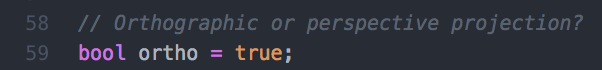 58 // Orthographic or perspective projection?
59 bool ortho = true;